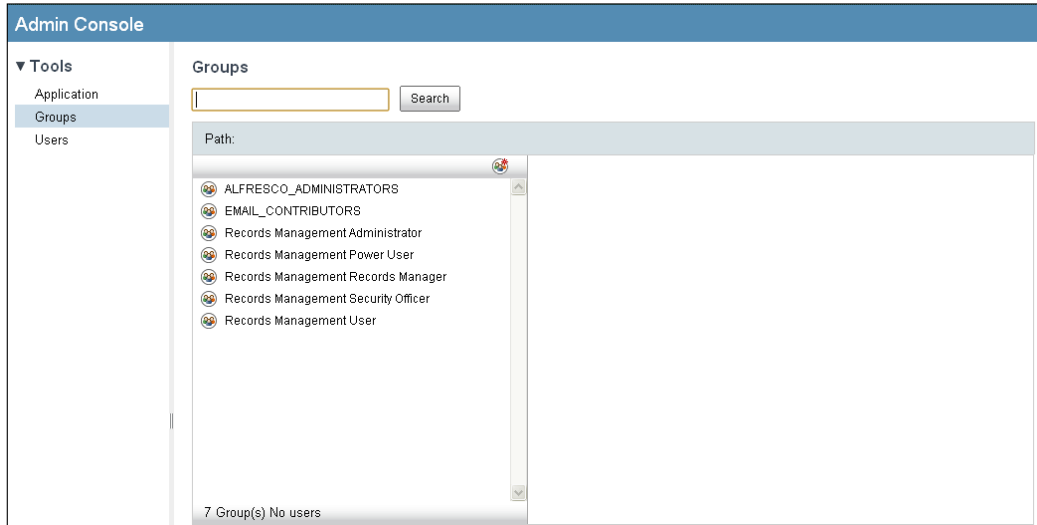 Admin Console
▼ Tools
Application
Groups
Users
Groups
Search
Path:
ALFRESCO_ADMINISTRATORS
EMAIL_CONTRIBUTORS
Records Management Administrator
Records Management Power User
Records Management Records Manager
Records Management Security Officer
Records Management User
7 Group(s) No users